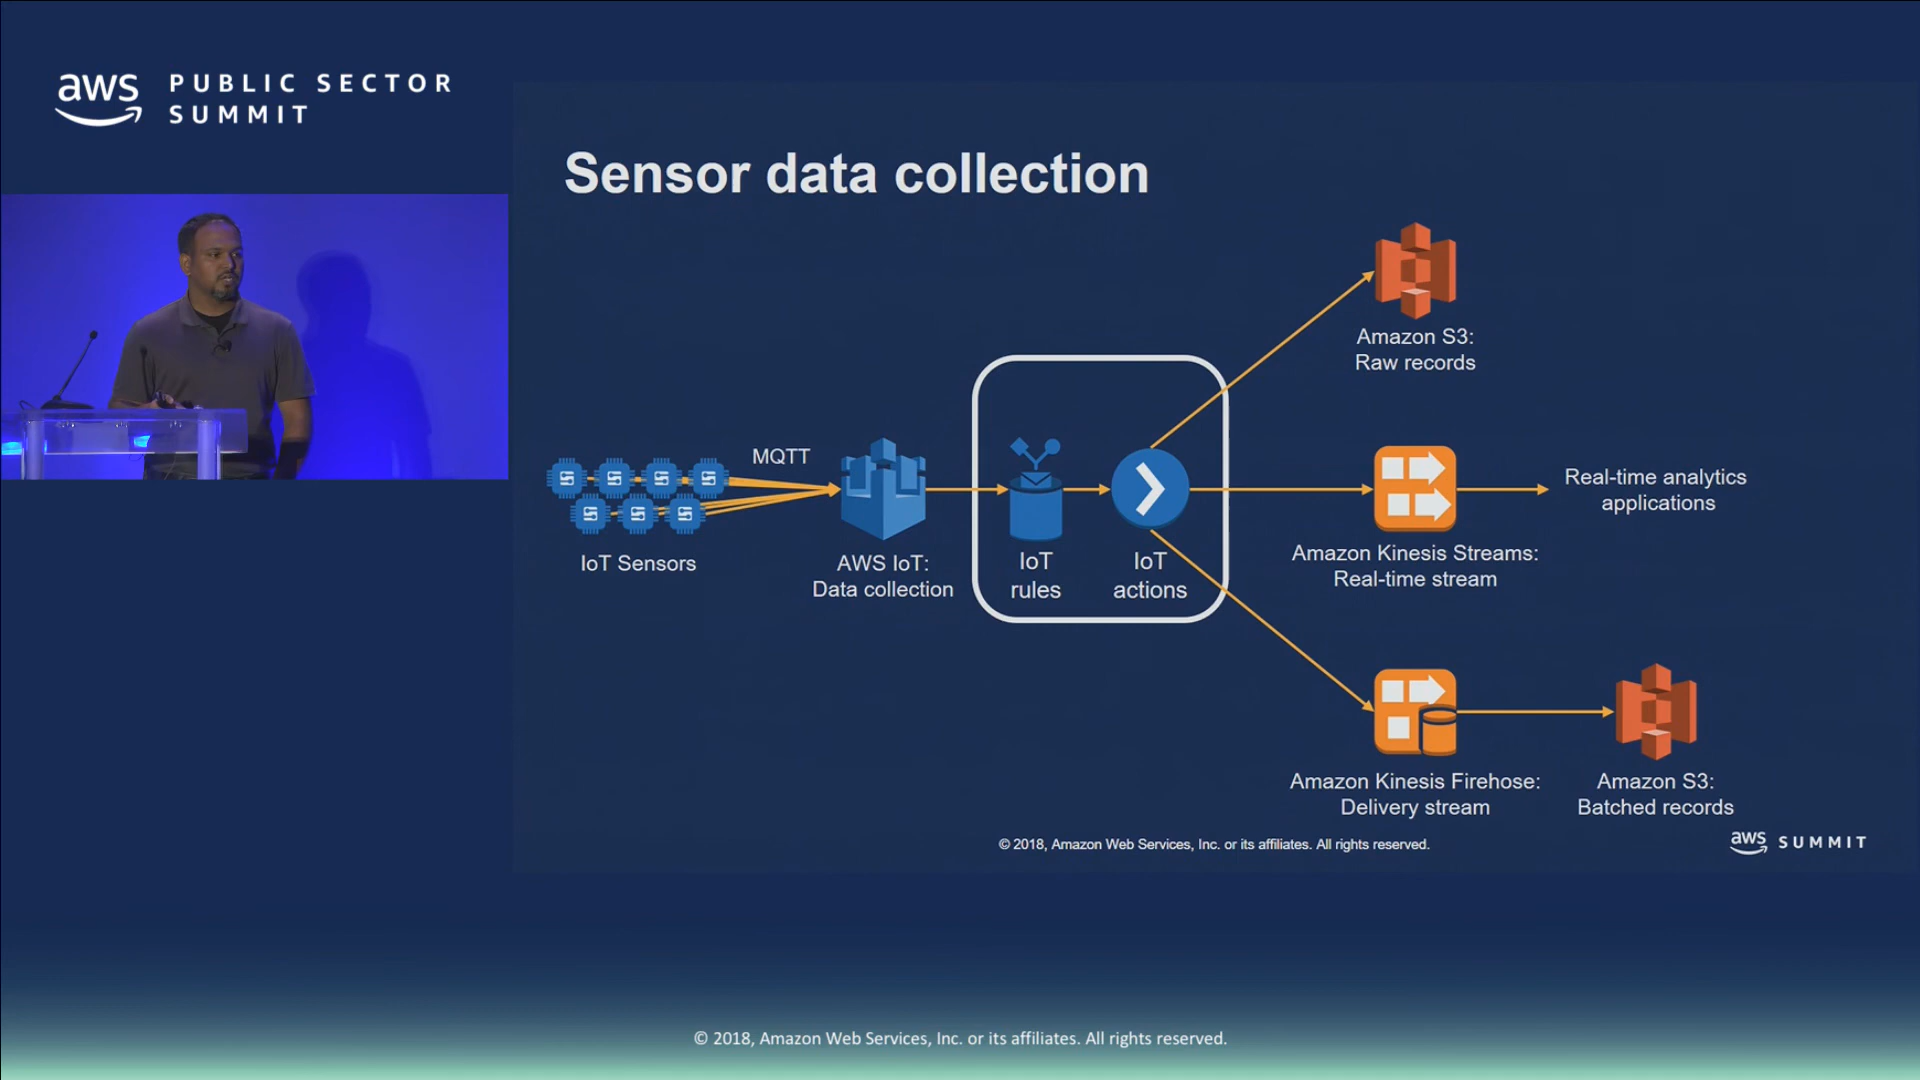 aws PUBLIC SECTOR
SUMMIT
Sensor data collection
Amazon S3:
Raw records
MQTT
IoT Sensors
AWS IoT:
Data collection
IoT
rules
IoT
actions
Amazon Kinesis Streams:
Real-time stream
Real-time analytics
applications
Amazon Kinesis Firehose:
Delivery stream
Amazon S3:
Batched records
© 2018, Amazon Web Services, Inc. or its affiliates. All rights reserved.
aws SUMMIT
© 2018, Amazon Web Services, Inc. or its affiliates. All rights reserved.